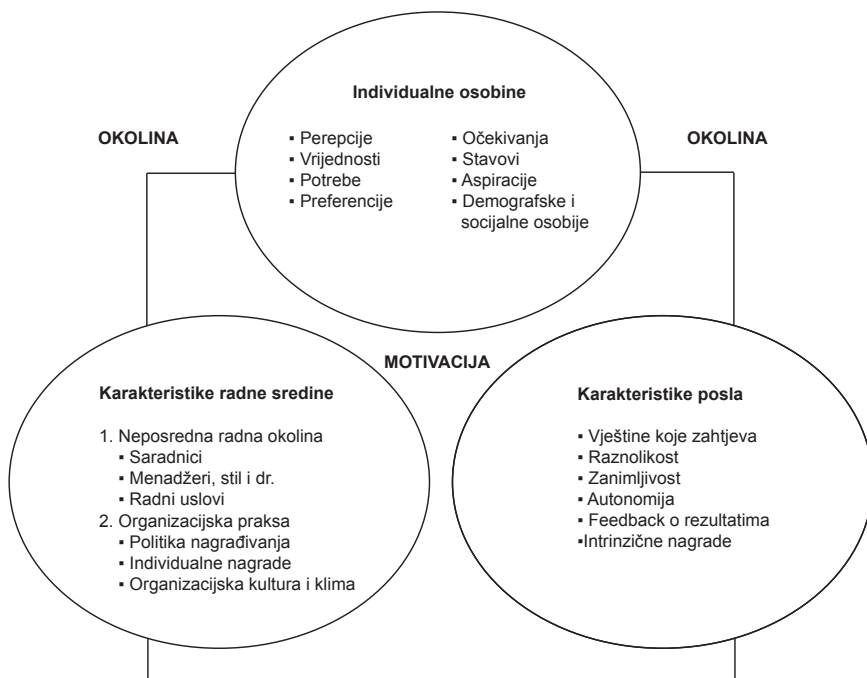 Individualne osobine
OKOLINA
OKOLINA
▪ Perepcije
▪ Vrijednosti
▪ Potrebe
▪ Preferencije
▪ Očekivanja
▪ Stavovi
▪ Aspiracije
▪ Demografske i
socijalne osobije
MOTIVACIJA
Karakteristike radne sredine
1. Neposredna radna okolina
▪ Saradnici
▪ Menadžeri, stil i dr.
▪ Radni uslovi
2. Organizacijska praksa
▪ Politika nagrađivanja
▪ Individualne nagrade
▪ Organizacijska kultura i klima
Karakteristike posla
▪ Vještine koje zahtjeva
▪ Raznolikost
▪ Zanimljivost
▪ Autonomija
▪ Feedback o rezultatima
▪Intrinzične nagrade